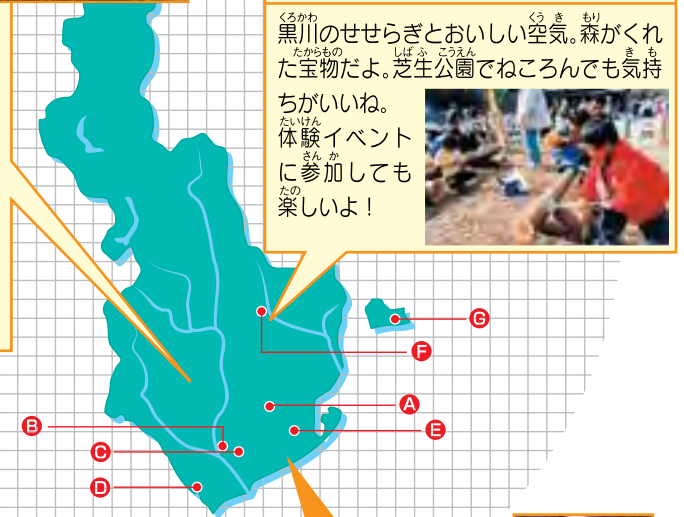 黒川のせせらぎとおいしい空気。森がくれ
た宝物だよ。芝生公園でねころんでも気持
ちがいいね。
体験イベント
に参加しても
楽しいよ！
G
F
A
B
E
C
D